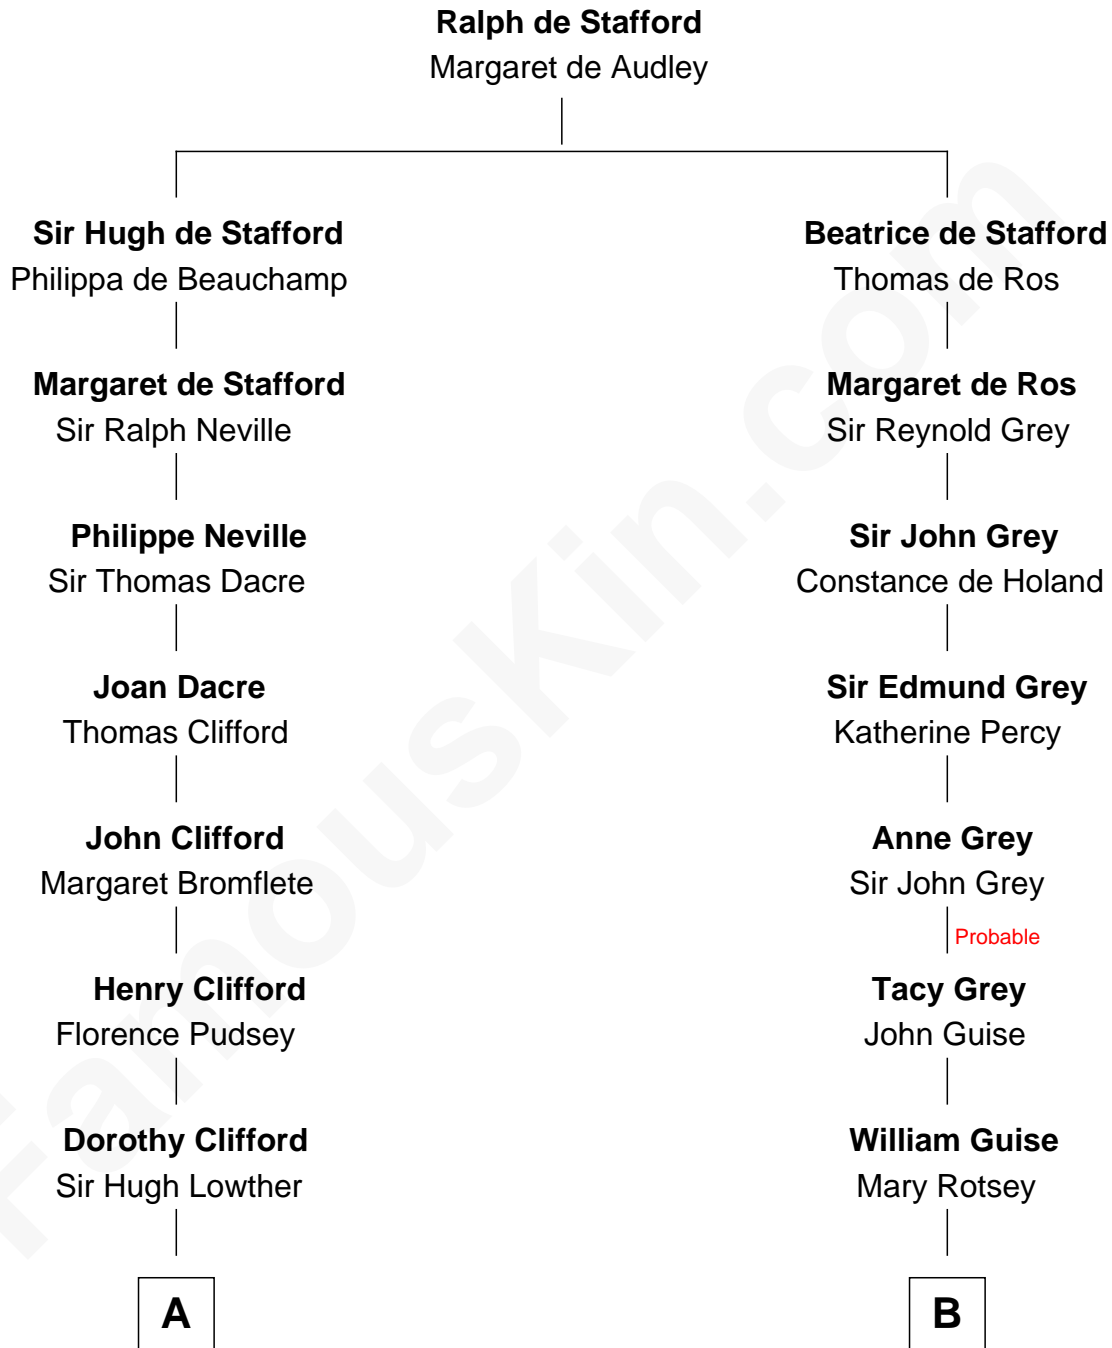 Ralph de Stafford
Margaret de Audley
Sir Hugh de Stafford
Philippa de Beauchamp
Margaret de Stafford
Sir Ralph Neville
Philippe Neville
Sir Thomas Dacre
Joan Dacre
Thomas Clifford
John Clifford
Margaret Bromflete
Henry Clifford
Florence Pudsey
Dorothy Clifford
Sir Hugh Lowther
A
Beatrice de Stafford
Thomas de Ros
Margaret de Ros
Sir Reynold Grey
Sir John Grey
Constance de Holand
Sir Edmund Grey
Katherine Percy
Anne Grey
Sir John Grey
Probable
Tacy Grey
John Guise
William Guise
Mary Rotsey
B
FamousKin.com